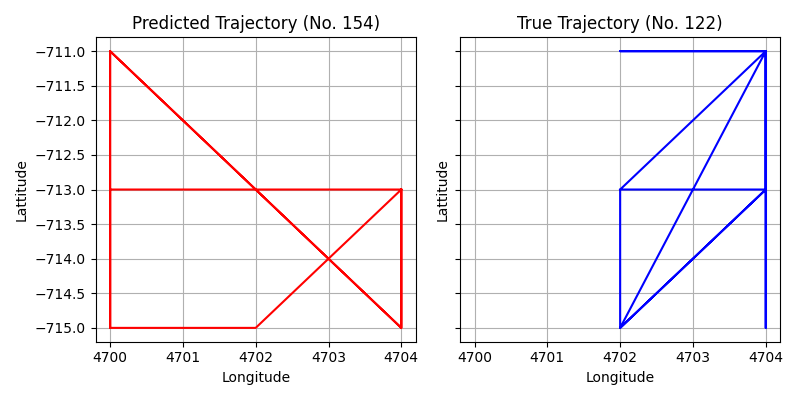 Predicted Trajectory (No. 154)
True Trajectory (No. 122)
−711.0
−711.5
−712.0
−712.5
−713.0
−713.5
−714.0
−714.5
−715.0
Lattitude
Lattitude
4700 4701 4702 4703 4704
4700 4701 4702 4703 4704
Longitude
Longitude